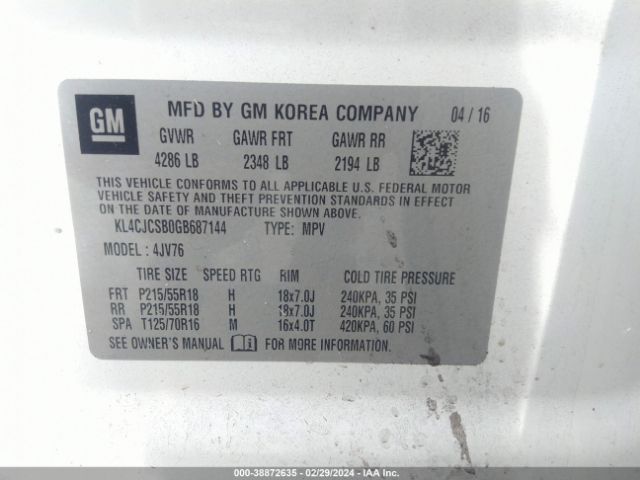 GM MFD BY GM KOREA COMPANY 04 / 16
GVWR GAWR FRT GAWR RR
4286 LB 2348 LB 2194 LB
THIS VEHICLE CONFORMS TO ALL APPLICABLE U.S. FEDERAL MOTOR
VEHICLE SAFETY AND THEFT PREVENTION STANDARDS IN EFFECT
ON THE DATE OF MANUFACTURE SHOWN ABOVE.
KL4CJCSB0GB687144 TYPE: MPV
MODEL : 4JV76
TIRE SIZE SPEED RTG RIM COLD TIRE PRESSURE
FRT P215/55R18 H 18x7.0J 240KPA, 35 PSI
RR P215/55R18 H 18x7.0J 240KPA, 35 PSI
SPA T125/70R16 M 16x4.0T 420KPA, 60 PSI
SEE OWNER'S MANUAL FOR MORE INFORMATION.
000-38872635 - 02/29/2024 - IAA Inc.